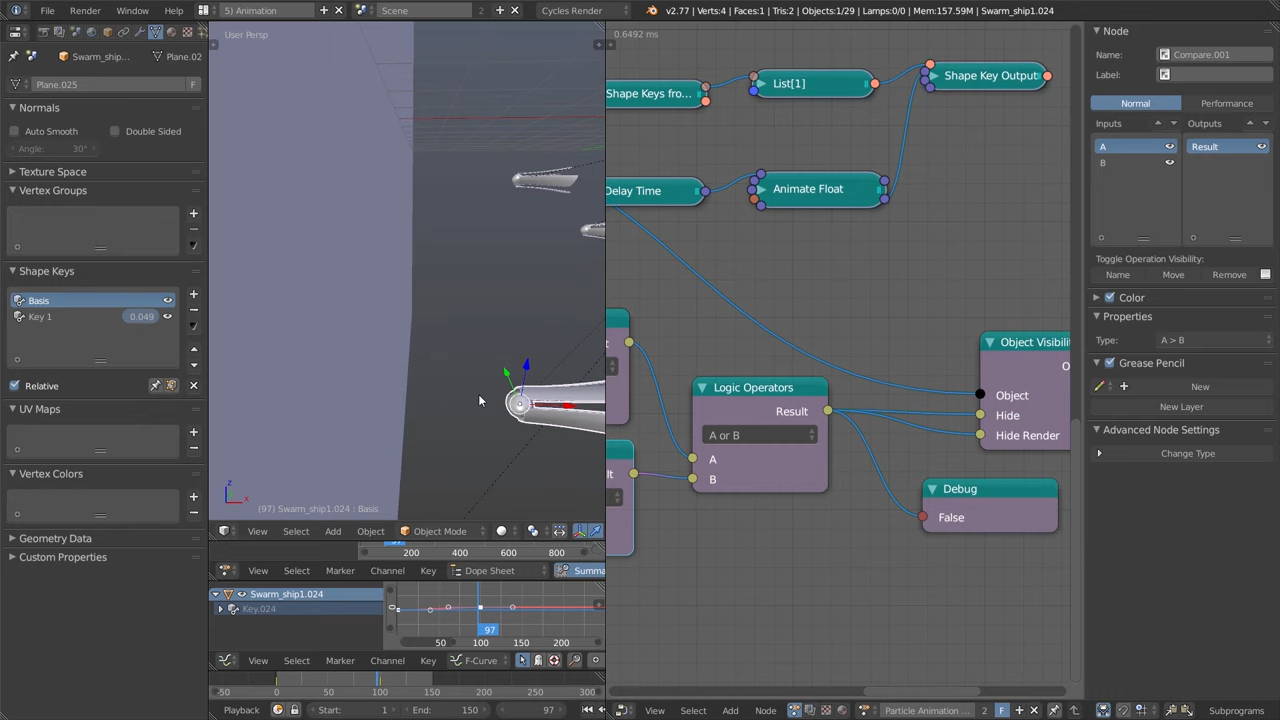 File Render Window Help 5) Animation Scene 2 Cycles Render v2.77 | Verts:4 | Faces:1 | Tris:2 | Objects:1/29 | Lamps:0/0 | Mem:157.59M | Swarm_ship1.024
Swarm_ship... Plane.02
Plane.025 F
Normals
Auto Smooth Double Sided
Angle: 30°
Texture Space
Vertex Groups
Shape Keys
Basis
Key 1 0.049
Relative
UV Maps
Vertex Colors
Geometry Data
Custom Properties
User Persp
(97) Swarm_ship1.024 : Basis
View Select Add Object Object Mode
97
200 400 600 800
View Select Marker Channel Key Dope Sheet Summa
Swarm_ship1.024
Key.024
97
50 100 150 200
View Select Marker Channel Key F-Curve
-50 0 50 100 150 200 250 300
Playback Start: 1 End: 150 97
0.6492 ms
Shape Keys fro... List[1] Shape Key Output
Delay Time Animate Float
Logic Operators
Result
A or B
A
B
Object Visibili
Object
Hide
Hide Render
Debug
False
View Select Add Node Particle Animation ... 2 F Subprograms
Node
Name: Compare.001
Label:
Normal Performance
Inputs Outputs
A Result
B
Toggle Operation Visibility:
Name Move Remove
Color
Properties
Type: A > B
Grease Pencil
New
New Layer
Advanced Node Settings
Change Type